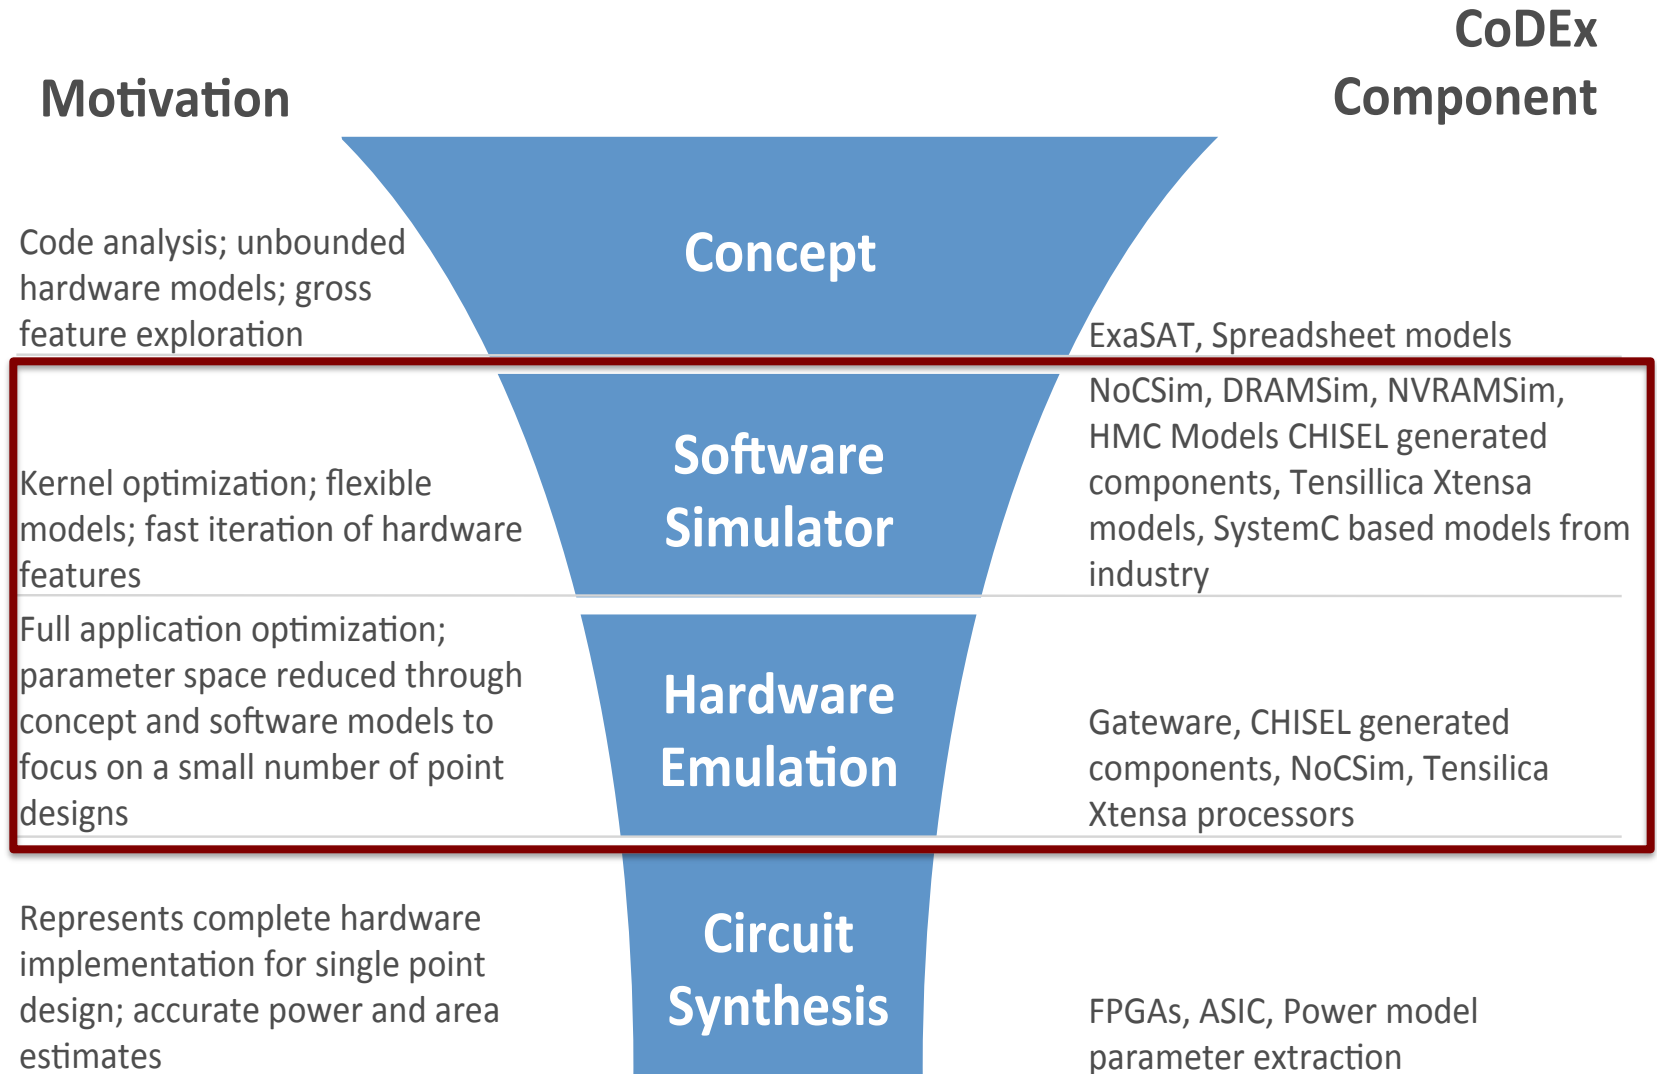 CoDEx
Component
Motivation
Concept
Code analysis; unbounded
hardware models; gross
feature exploration
ExaSAT, Spreadsheet models
Software
Simulator
Kernel optimization; flexible
models; fast iteration of hardware
features
NoCSim, DRAMSim, NVRAMSim,
HMC Models CHISEL generated
components, Tensillica Xtensa
models, SystemC based models from
industry
Hardware
Emulation
Full application optimization;
parameter space reduced through
concept and software models to
focus on a small number of point
designs
Gateware, CHISEL generated
components, NoCSim, Tensilica
Xtensa processors
Circuit
Synthesis
Represents complete hardware
implementation for single point
design; accurate power and area
estimates
FPGAs, ASIC, Power model
parameter extraction